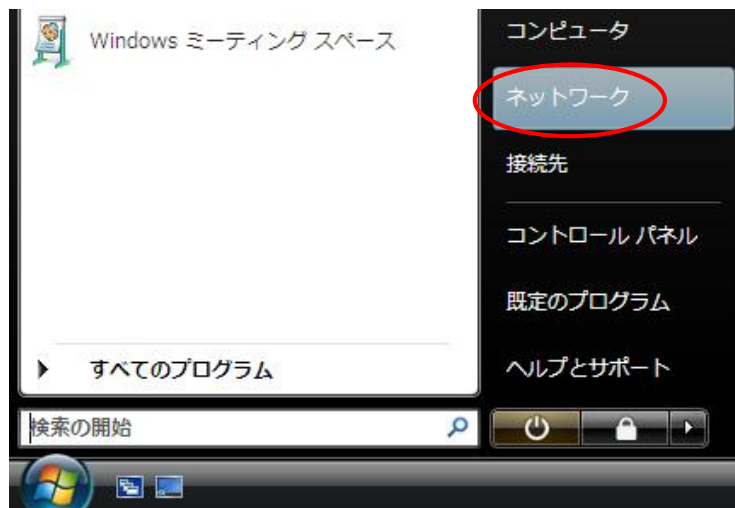 Windows ミーティング スペース
すべてのプログラム
検索の開始
コンピュータ
ネットワーク
接続先
コントロール パネル
既定のプログラム
ヘルプとサポート